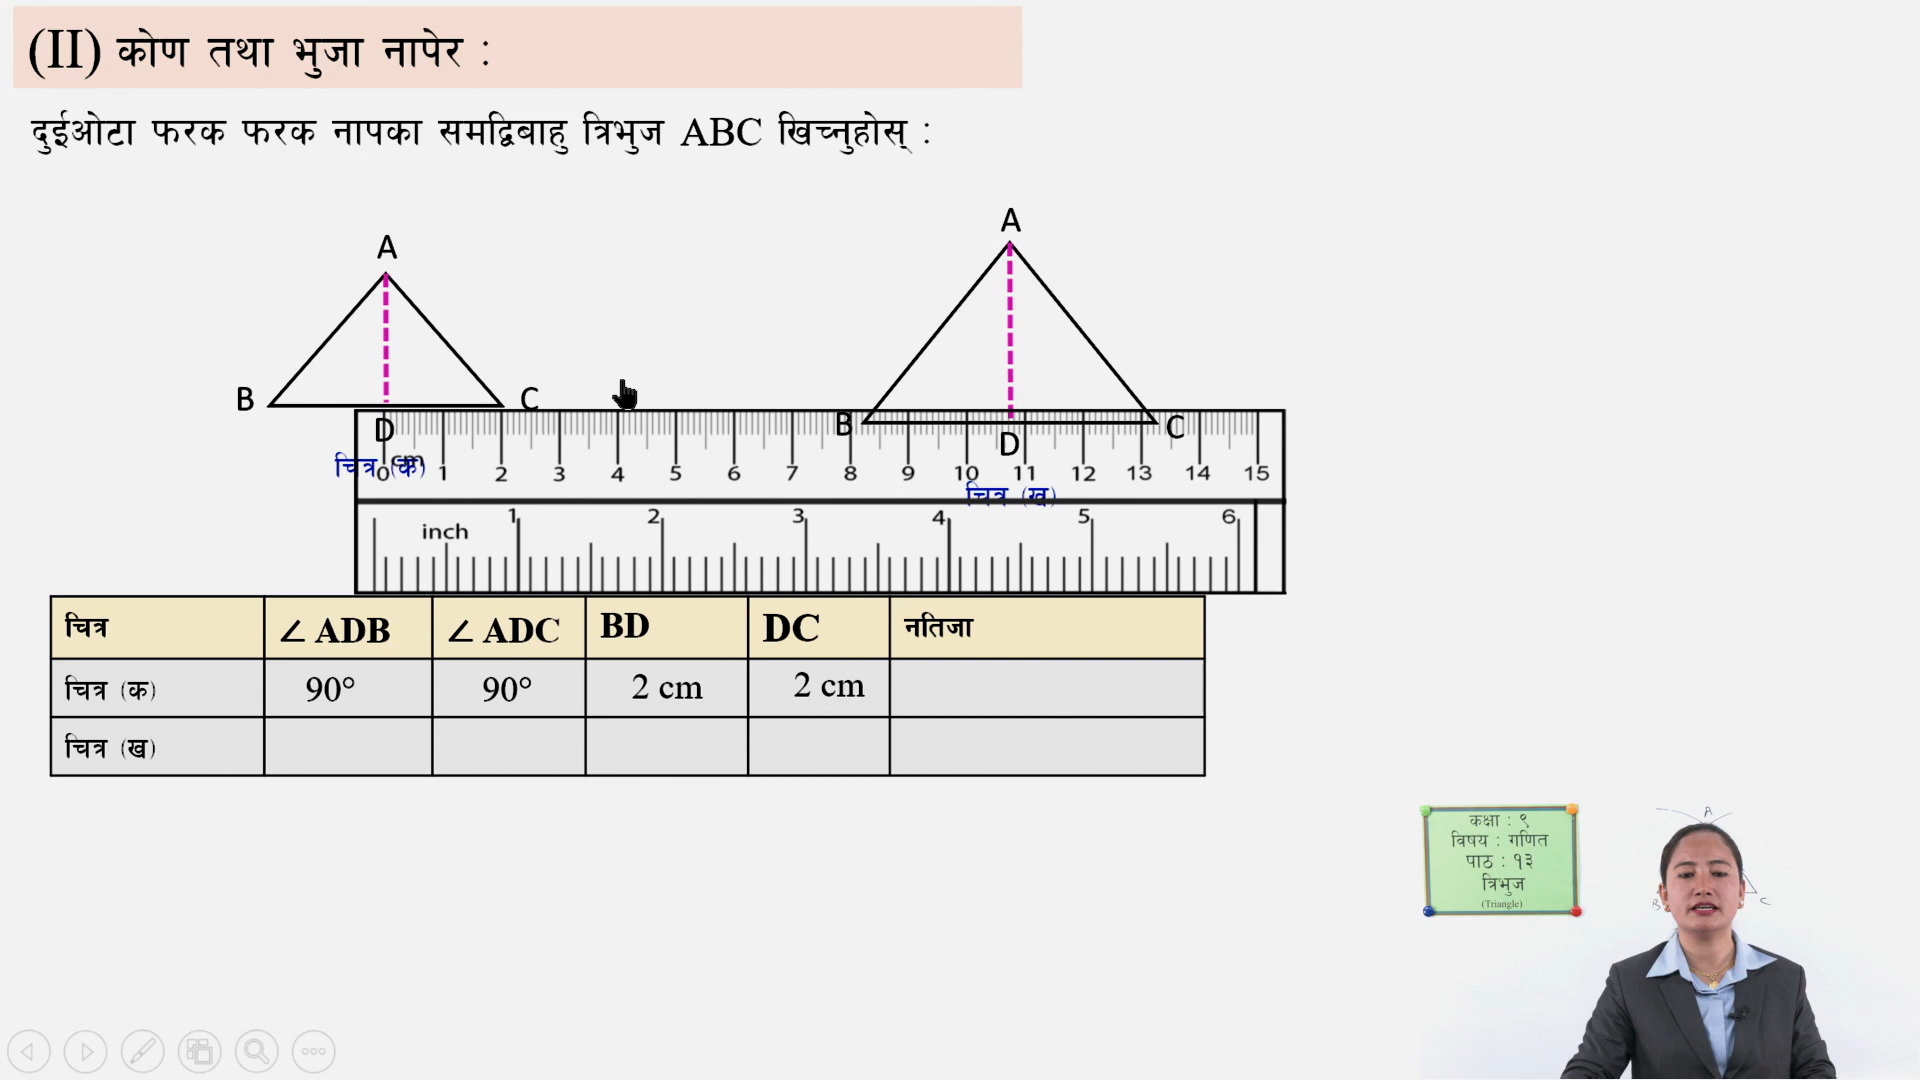 (II) कोण तथा भुजा नापेर :
दुईओटा फरक फरक नापका समद्विबाहु त्रिभुज ABC खिच्नुहोस् :
A
A
B
C
B
C
D
D
चित्र (क)
cm
0 1 2 3 4 5 6 7 8 9 10 11 12 13 14 15
चित्र (ख)
inch
1 2 3 4 5 6
चित्र ∠ ADB ∠ ADC BD DC नतिजा
चित्र (क) 90° 90° 2 cm 2 cm
चित्र (ख)
कक्षा : ९
विषय : गणित
पाठ : १३
त्रिभुज
(Triangle)
A
B
C